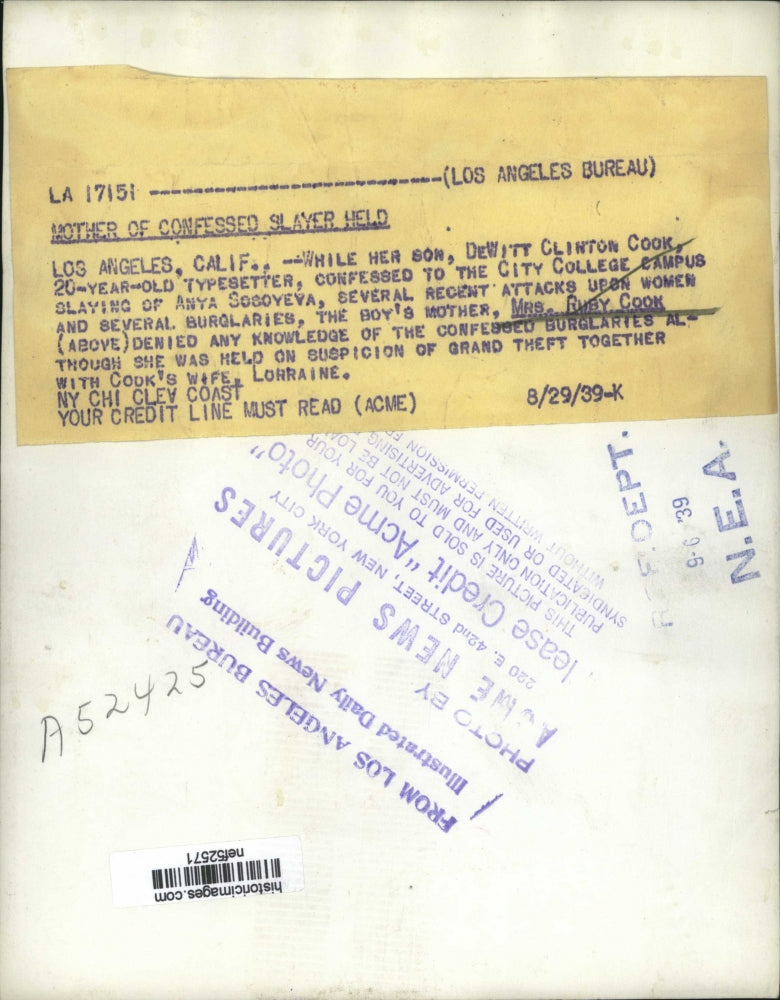 LA 17151 ------------------------------(LOS ANGELES BUREAU)
MOTHER OF CONFESSED SLAYER HELD
LOS ANGELES, CALIF., --WHILE HER SON, DEWITT CLINTON COOK,
20-YEAR-OLD TYPESETTER, CONFESSED TO THE CITY COLLEGE CAMPUS
SLAYING OF ANYA SOSOYEVA, SEVERAL RECENT ATTACKS UPON WOMEN
AND SEVERAL BURGLARIES, THE BOY'S MOTHER, MRS. RUBY COOK
(ABOVE) DENIED ANY KNOWLEDGE OF THE CONFESSED BURGLARIES AL-
THOUGH SHE WAS HELD ON SUSPICION OF GRAND THEFT TOGETHER
WITH COOK'S WIFE, LORRAINE.
NY CHI CLEV COAST
YOUR CREDIT LINE MUST READ (ACME) 8/29/39-K
DEPT.
9-6-'39
N.E.A.
PHOTO BY
ACME NEWS PICTURES
220 E. 42nd STREET, NEW YORK CITY
lease Credit "Acme Photo"
THIS PICTURE IS SOLD TO YOU FOR YOUR
PUBLICATION ONLY AND MUST NOT BE LOA
SYNDICATED OR USED FOR ADVERTISING
WITHOUT WRITTEN PERMISSION
FROM LOS ANGELES BUREAU
Illustrated Daily News Building
A52425
historicimages.com
nef52571